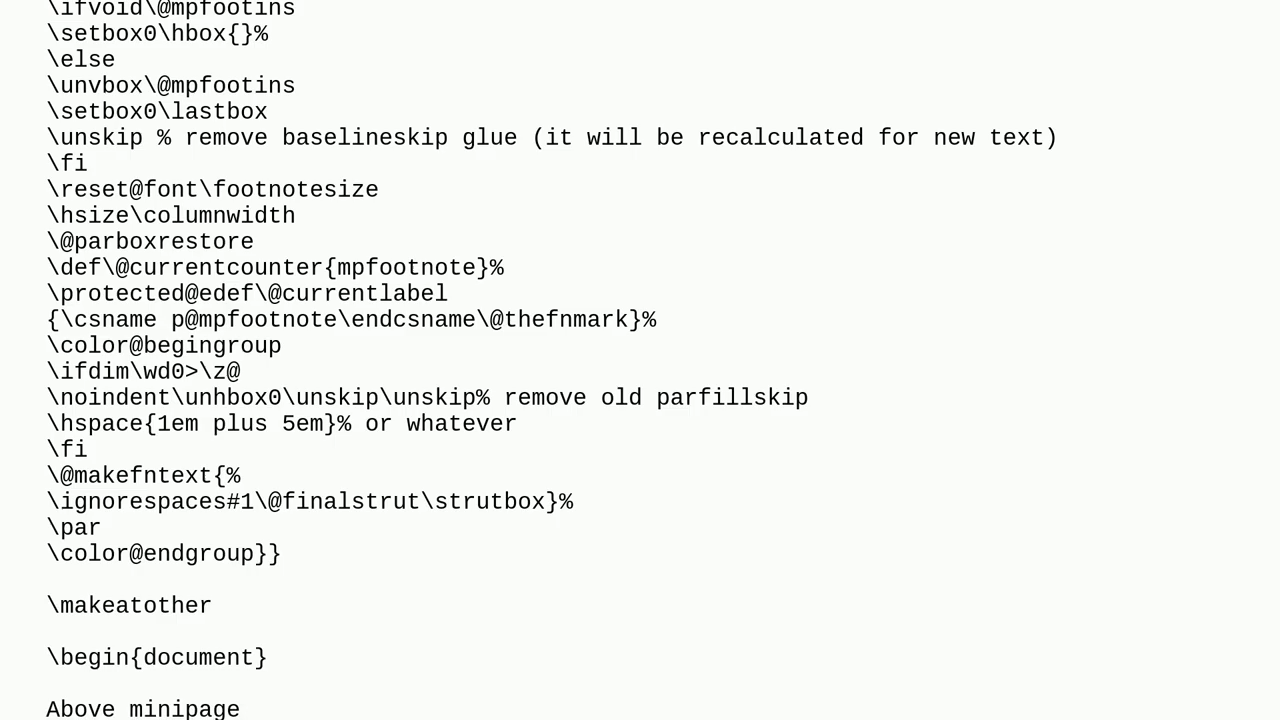 \ifvoid\@mpfootins
\setbox0\hbox{}%
\else
\unvbox\@mpfootins
\setbox0\lastbox
\unskip % remove baselineskip glue (it will be recalculated for new text)
\fi
\reset@font\footnotesize
\hsize\columnwidth
\@parboxrestore
\def\@currentcounter{mpfootnote}%
\protected@edef\@currentlabel
{\csname p@mpfootnote\endcsname\@thefnmark}%
\color@begingroup
\ifdim\wd0>\z@
\noindent\unhbox0\unskip\unskip% remove old parfillskip
\hspace{1em plus 5em}% or whatever
\fi
\@makefntext{%
\ignorespaces#1\@finalstrut\strutbox}%
\par
\color@endgroup}}
\makeatother
\begin{document}
Above minipage